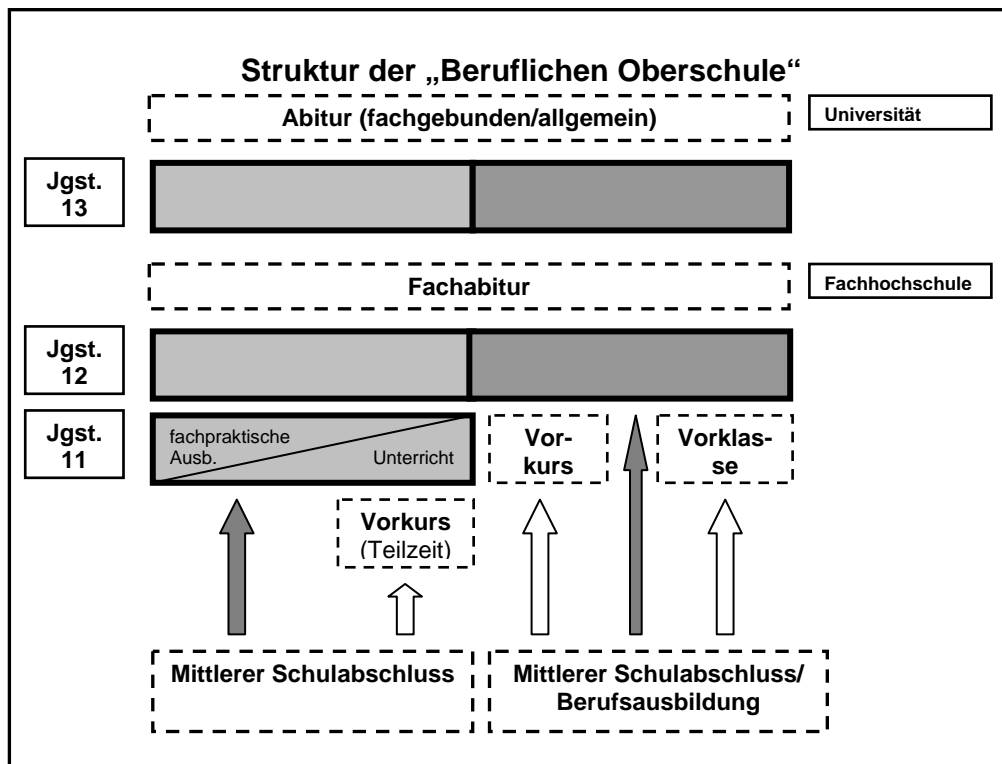 Struktur der „Beruflichen Oberschule“
Abitur (fachgebunden/allgemein)
Universität
Jgst.
13
Fachabitur
Fachhochschule
Jgst.
12
Jgst.
11
fachpraktische
Ausb.
Unterricht
Vor-
kurs
Vorklas-
se
Vorkurs
(Teilzeit)
Mittlerer Schulabschluss
Mittlerer Schulabschluss/
Berufsausbildung